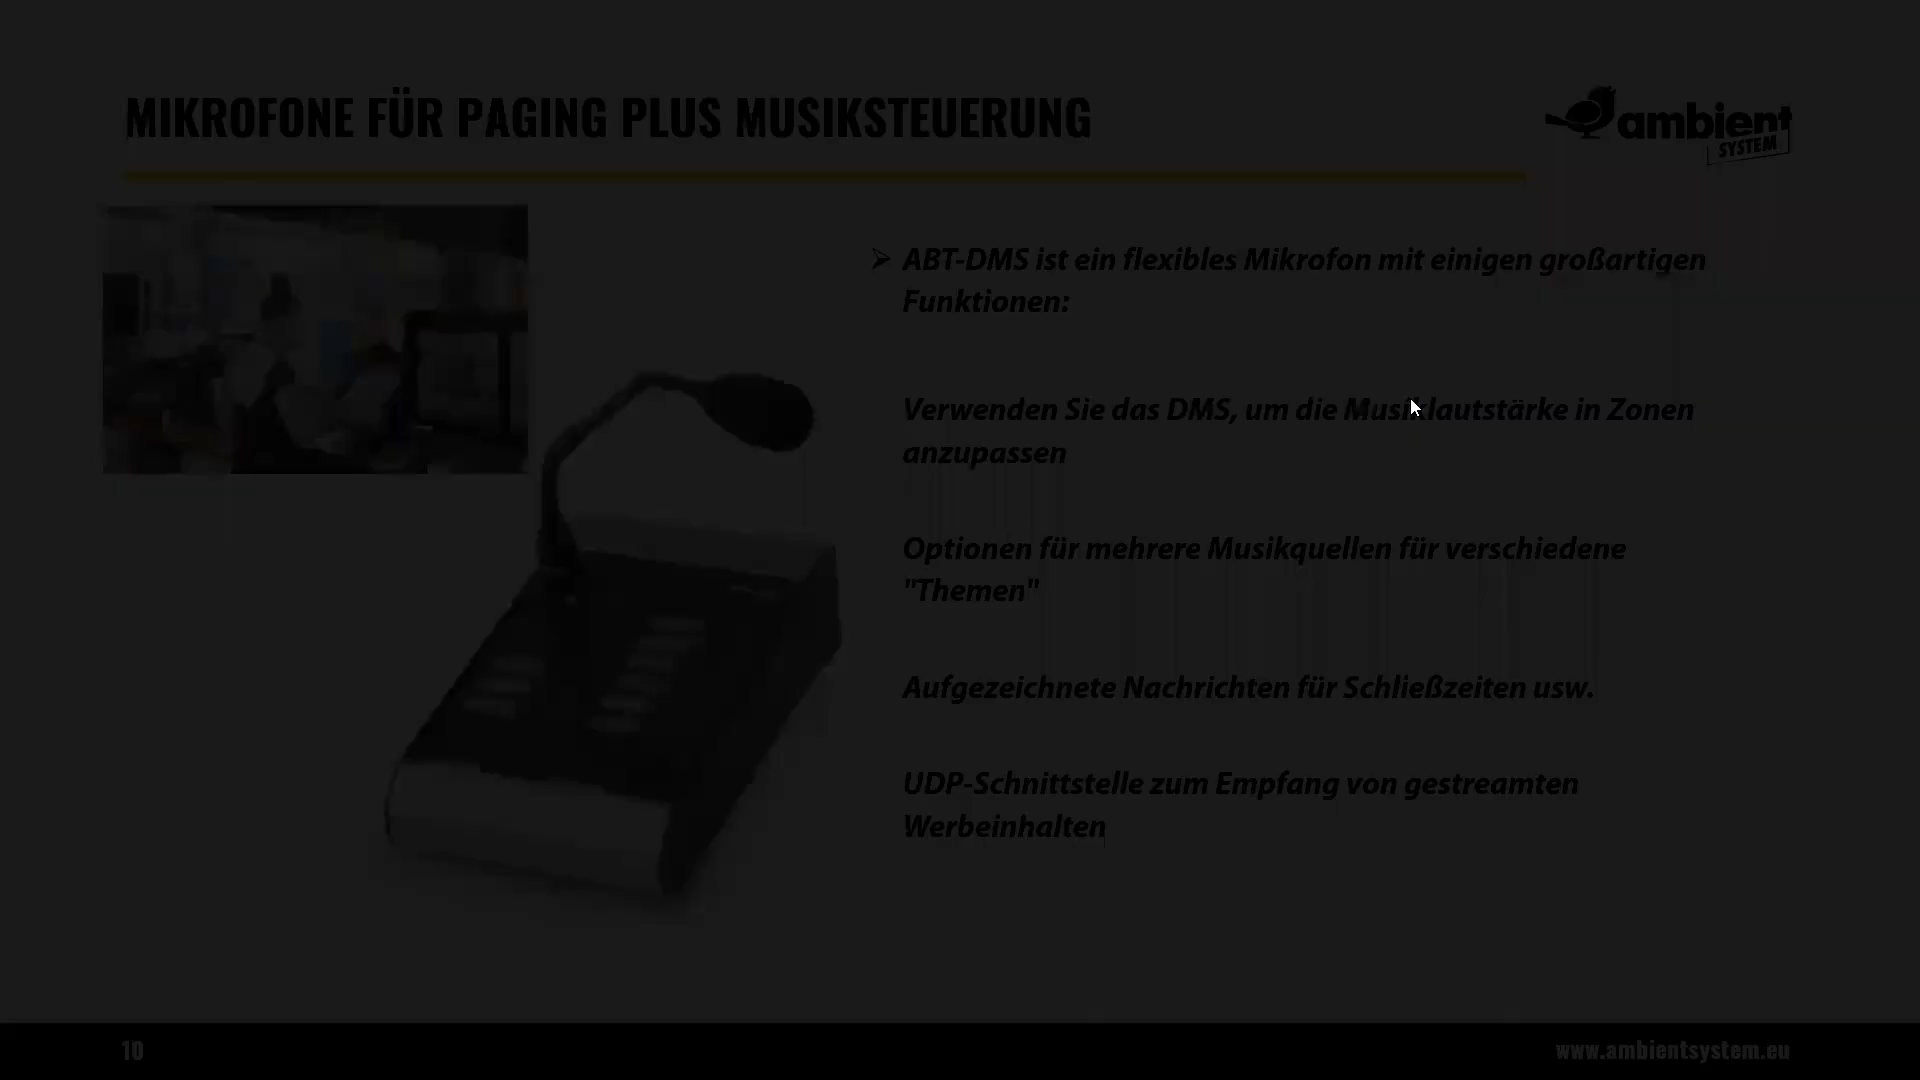 MIKROFONE FÜR PAGING PLUS MUSIKSTEUERUNG
ambient
SYSTEM
ABT-DMS ist ein flexibles Mikrofon mit einigen großartigen
Funktionen:
Verwenden Sie das DMS, um die Musiklautstärke in Zonen
anzupassen
Optionen für mehrere Musikquellen für verschiedene
"Themen"
Aufgezeichnete Nachrichten für Schließzeiten usw.
UDP-Schnittstelle zum Empfang von gestreamten
Werbeinhalten
10
www.ambientsystem.eu